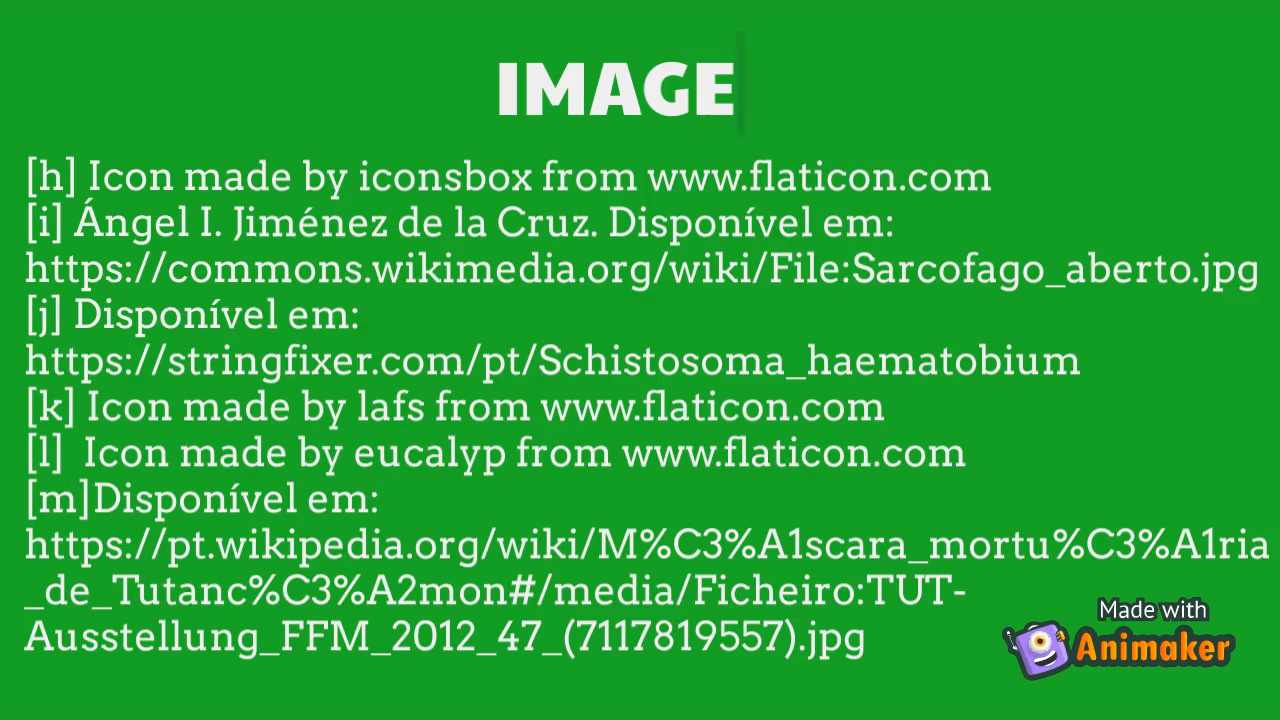 IMAGE
[h] Icon made by iconsbox from www.flaticon.com
[i] Ángel I. Jiménez de la Cruz. Disponível em:
https://commons.wikimedia.org/wiki/File:Sarcofago_aberto.jpg
[j] Disponível em:
https://stringfixer.com/pt/Schistosoma_haematobium
[k] Icon made by lafs from www.flaticon.com
[l]  Icon made by eucalyp from www.flaticon.com
[m]Disponível em:
https://pt.wikipedia.org/wiki/M%C3%A1scara_mortu%C3%A1ria
_de_Tutanc%C3%A2mon#/media/Ficheiro:TUT-
Ausstellung_FFM_2012_47_(7117819557).jpg
Made with
Animaker